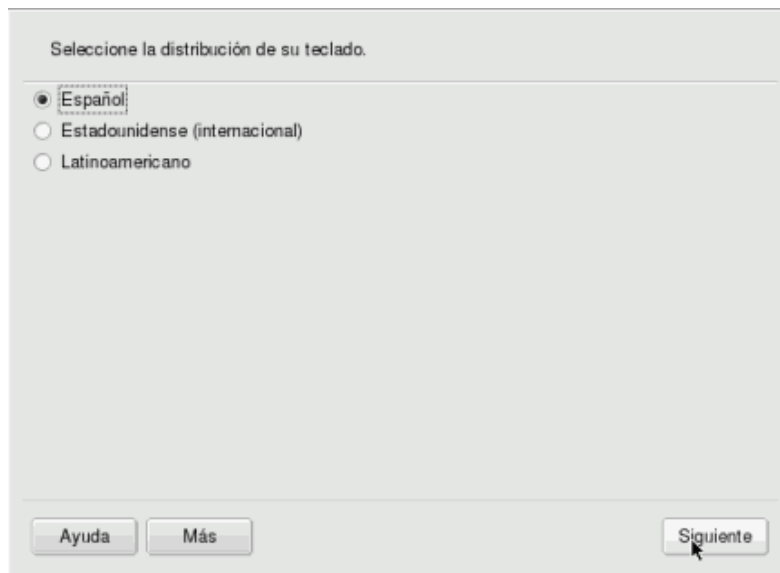 Seleccione la distribución de su teclado.
Español
Estadounidense (internacional)
Latinoamericano
Ayuda Más Siguiente